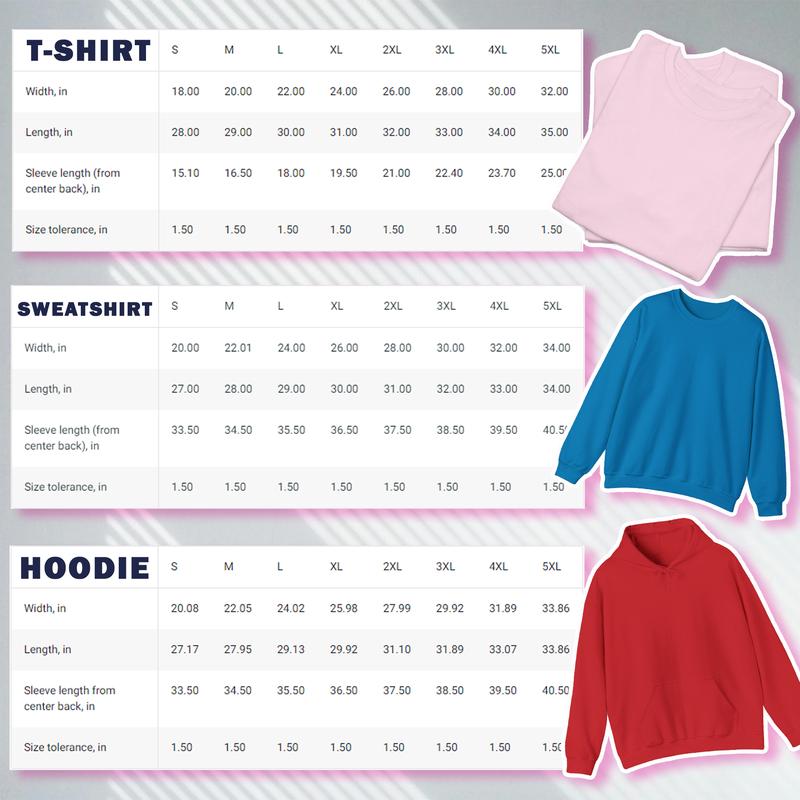 T-SHIRT S M L XL 2XL 3XL 4XL 5XL
Width, in 18.00 20.00 22.00 24.00 26.00 28.00 30.00 32.00
Length, in 28.00 29.00 30.00 31.00 32.00 33.00 34.00 35.00
Sleeve length (from 15.10 16.50 18.00 19.50 21.00 22.40 23.70 25.00
center back), in
Size tolerance, in 1.50 1.50 1.50 1.50 1.50 1.50 1.50 1.50
SWEATSHIRT S M L XL 2XL 3XL 4XL 5XL
Width, in 20.00 22.01 24.00 26.00 28.00 30.00 32.00 34.00
Length, in 27.00 28.00 29.00 30.00 31.00 32.00 33.00 34.00
Sleeve length (from 33.50 34.50 35.50 36.50 37.50 38.50 39.50
center back), in
Size tolerance, in 1.50 1.50 1.50 1.50 1.50 1.50 1.50 1.50
HOODIE S M L XL 2XL 3XL 4XL 5XL
Width, in 20.08 22.05 24.02 25.98 27.99 29.92 31.89 33.86
Length, in 27.17 27.95 29.13 29.92 31.10 31.89 33.07 33.86
Sleeve length from 33.50 34.50 35.50 36.50 37.50 38.50 39.50 40.50
center back, in
Size tolerance, in 1.50 1.50 1.50 1.50 1.50 1.50 1.50 1.50